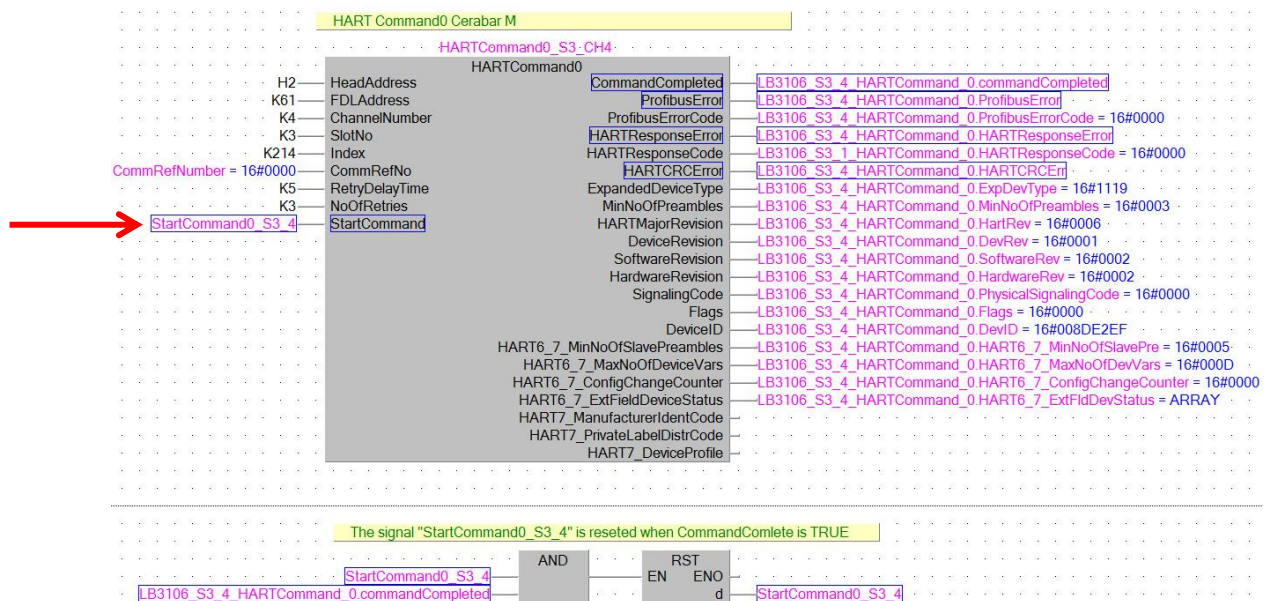 HART Command0 Cerabar M
HARTCommand0_S3_CH4
HARTCommand0
H2 HeadAddress CommandCompleted LB3106_S3_4_HARTCommand_0.commandCompleted
K61 FDLAddress ProfibusError LB3106_S3_4_HARTCommand_0.ProfibusError
K4 ChannelNumber ProfibusErrorCode LB3106_S3_4_HARTCommand_0.ProfibusErrorCode = 16#0000
K3 SlotNo HARTResponseError LB3106_S3_4_HARTCommand_0.HARTResponseError
K214 Index HARTResponseCode LB3106_S3_1_HARTCommand_0.HARTResponseCode = 16#0000
CommRefNumber = 16#0000 CommRefNo HARTCRCError LB3106_S3_4_HARTCommand_0.HARTCRCErr
K5 RetryDelayTime ExpandedDeviceType LB3106_S3_4_HARTCommand_0.ExpDevType = 16#1119
K3 NoOfRetries MinNoOfPreambles LB3106_S3_4_HARTCommand_0.MinNoOfPreambles = 16#0003
StartCommand0_S3_4 StartCommand HARTMajorRevision LB3106_S3_4_HARTCommand_0.HartRev = 16#0006
DeviceRevision LB3106_S3_4_HARTCommand_0.DevRev = 16#0001
SoftwareRevision LB3106_S3_4_HARTCommand_0.SoftwareRev = 16#0002
HardwareRevision LB3106_S3_4_HARTCommand_0.HardwareRev = 16#0002
SignalingCode LB3106_S3_4_HARTCommand_0.PhysicalSignalingCode = 16#0000
Flags LB3106_S3_4_HARTCommand_0.Flags = 16#0000
DeviceID LB3106_S3_4_HARTCommand_0.DevID = 16#008DE2EF
HART6_7_MinNoOfSlavePreambles LB3106_S3_4_HARTCommand_0.HART6_7_MinNoOfSlavePre = 16#0005
HART6_7_MaxNoOfDeviceVars LB3106_S3_4_HARTCommand_0.HART6_7_MaxNoOfDevVars = 16#000D
HART6_7_ConfigChangeCounter LB3106_S3_4_HARTCommand_0.HART6_7_ConfigChangeCounter = 16#0000
HART6_7_ExtFieldDeviceStatus LB3106_S3_4_HARTCommand_0.HART6_7_ExtFldDevStatus = ARRAY
HART7_ManufacturerIdentCode
HART7_PrivateLabelDistrCode
HART7_DeviceProfile
The signal "StartCommand0_S3_4" is reseted when CommandComlete is TRUE
AND RST
StartCommand0_S3_4 EN ENO
LB3106_S3_4_HARTCommand_0.commandCompleted d StartCommand0_S3_4